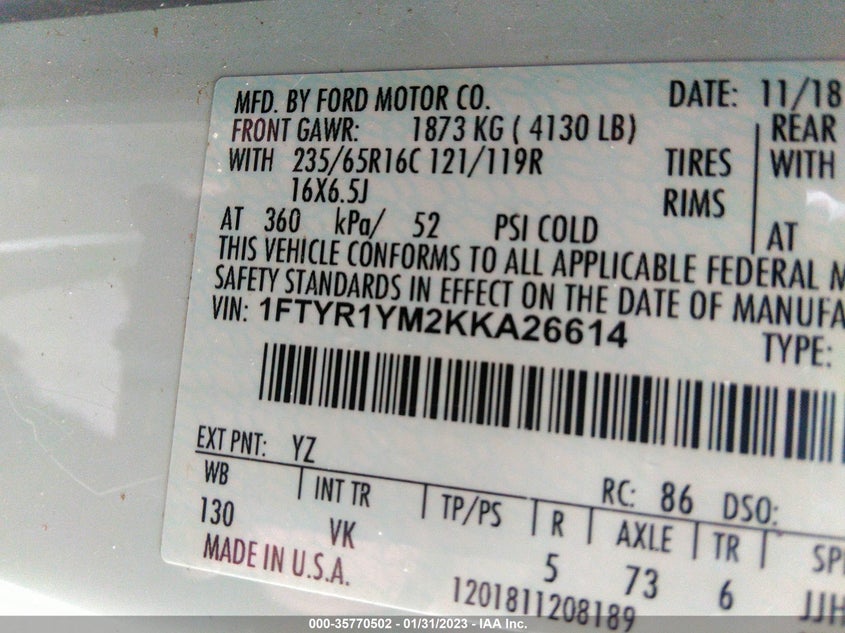 MFD. BY FORD MOTOR CO. DATE: 11/18
FRONT GAWR: 1873 KG ( 4130 LB) REAR
WITH 235/65R16C 121/119R TIRES WITH
16X6.5J RIMS
AT 360 kPa/ 52 PSI COLD AT
THIS VEHICLE CONFORMS TO ALL APPLICABLE FEDERAL M
SAFETY STANDARDS IN EFFECT ON THE DATE OF MANUFA
VIN: 1FTYR1YM2KKA26614
TYPE:
EXT PNT: YZ RC: 86 DSO:
WB INT TR TP/PS R AXLE TR SPR
130 VK 5 73 6 JJH
MADE IN U.S.A. 1201811208189
000-35770502 - 01/31/2023 - IAA Inc.